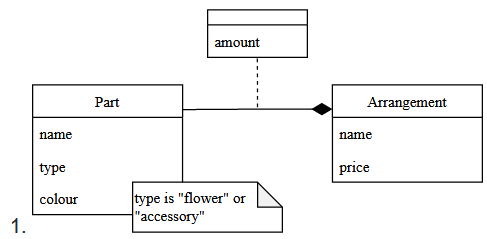 amount
Part
name
type
colour
type is "flower" or
"accessory"
Arrangement
name
price
1.